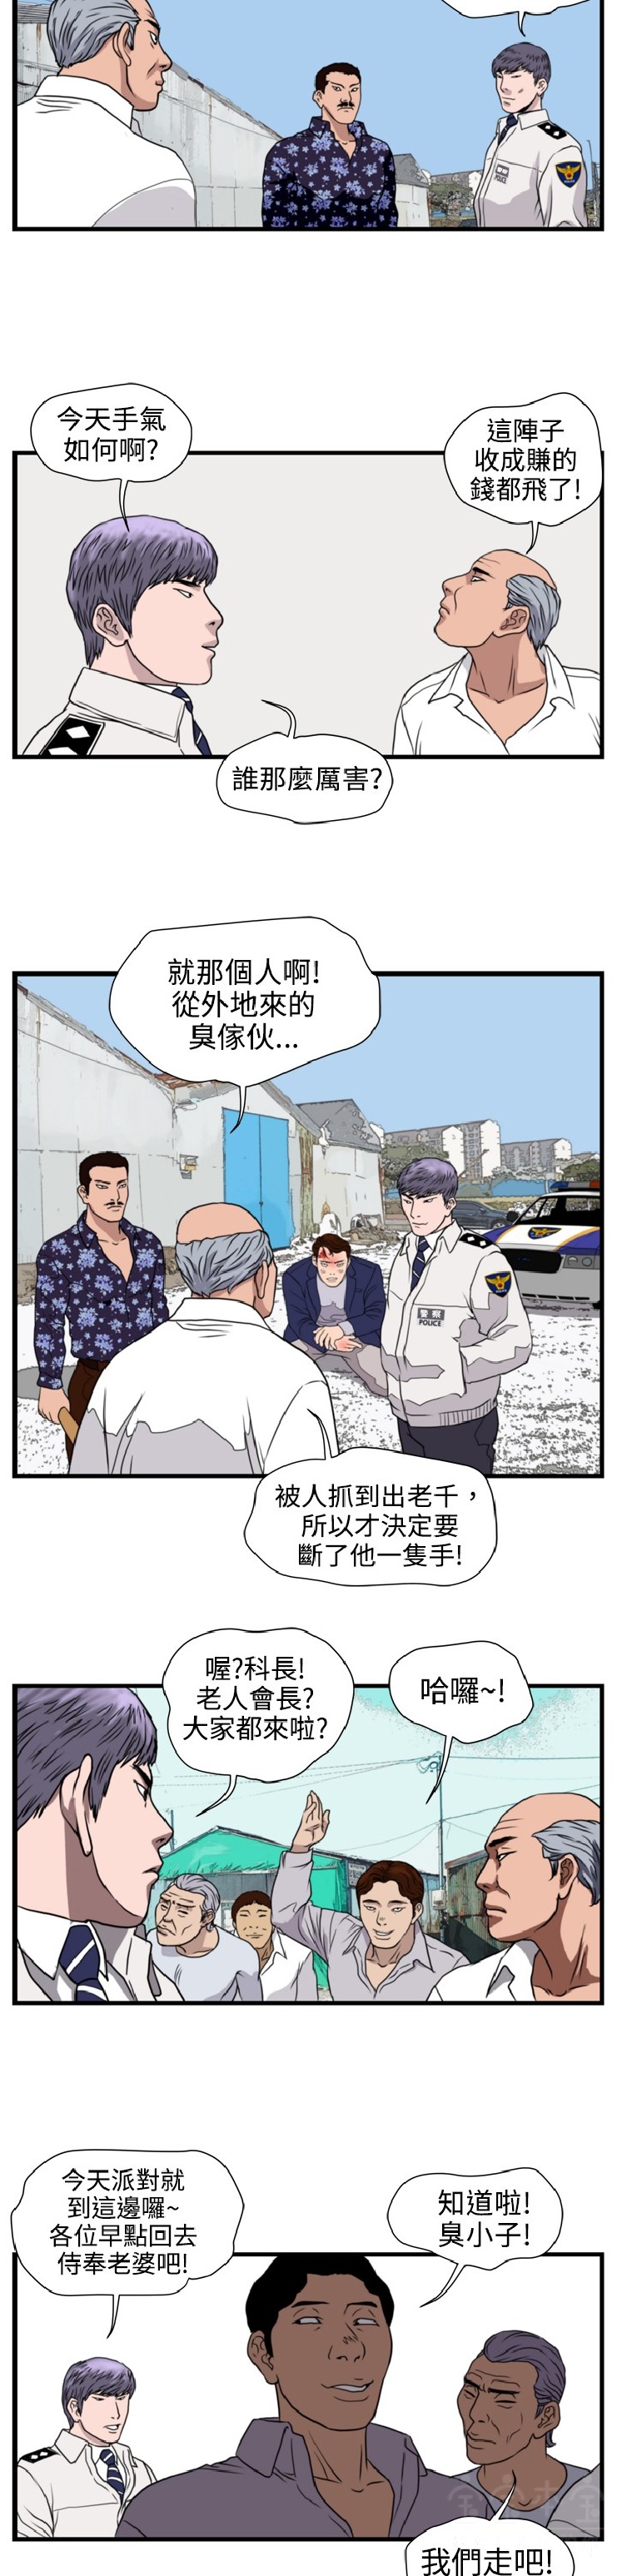 POLICE
今天手氣
如何啊?
這陣子
收成賺的
錢都飛了!
誰那麼厲害?
就那個人啊!
從外地來的
臭傢伙...
警察
POLICE
被人抓到出老千，
所以才決定要
斷了他一隻手!
喔?科長!
老人會長?
大家都來啦?
哈囉~!
今天派對就
到這邊囉~
各位早點回去
侍奉老婆吧!
知道啦!
臭小子!
我們走吧!